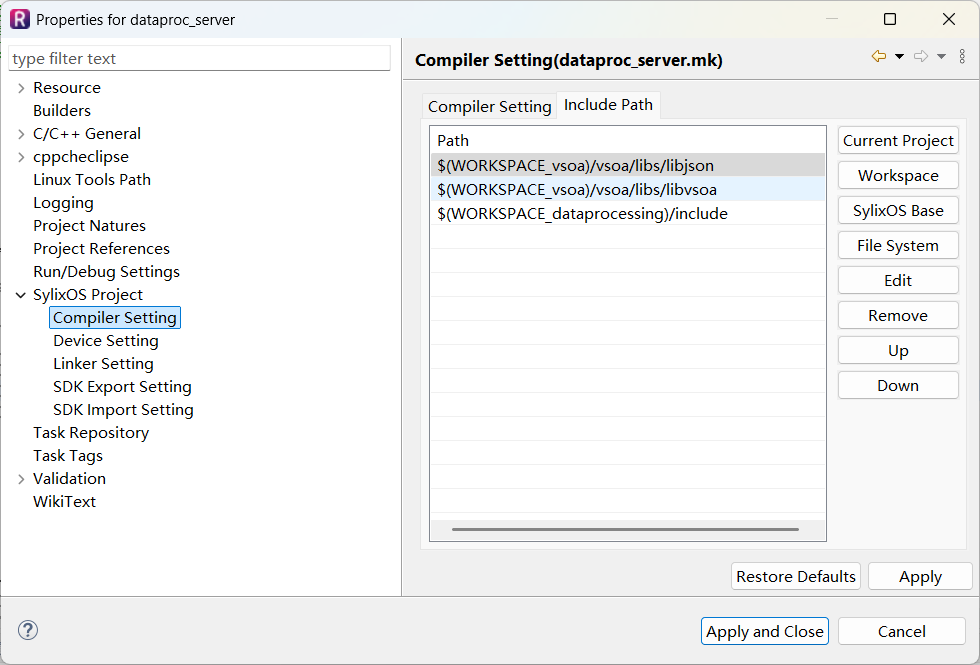 Properties for dataproc_server
type filter text
Resource
Builders
C/C++ General
cppcheclipse
Linux Tools Path
Logging
Project Natures
Project References
Run/Debug Settings
SylixOS Project
Compiler Setting
Device Setting
Linker Setting
SDK Export Setting
SDK Import Setting
Task Repository
Task Tags
Validation
WikiText
Compiler Setting(dataproc_server.mk)
Compiler Setting
Include Path
Path
$(WORKSPACE_vsoa)/vsoa/libs/libjson
$(WORKSPACE_vsoa)/vsoa/libs/libvsoa
$(WORKSPACE_dataprocessing)/include
Current Project
Workspace
SylixOS Base
File System
Edit
Remove
Up
Down
Restore Defaults
Apply
Apply and Close
Cancel